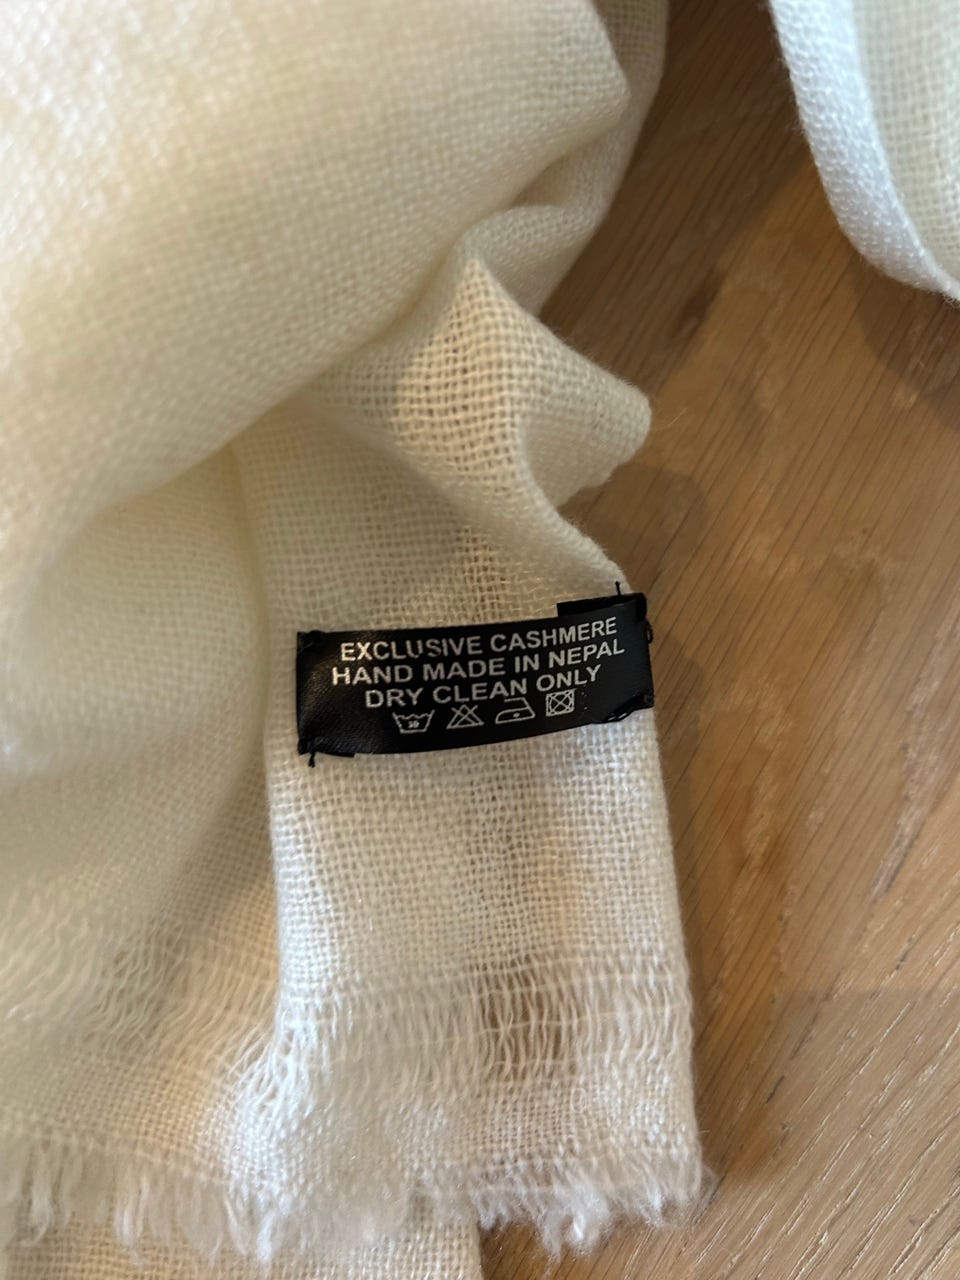 EXCLUSIVE CASHMERE
HAND MADE IN NEPAL
DRY CLEAN ONLY